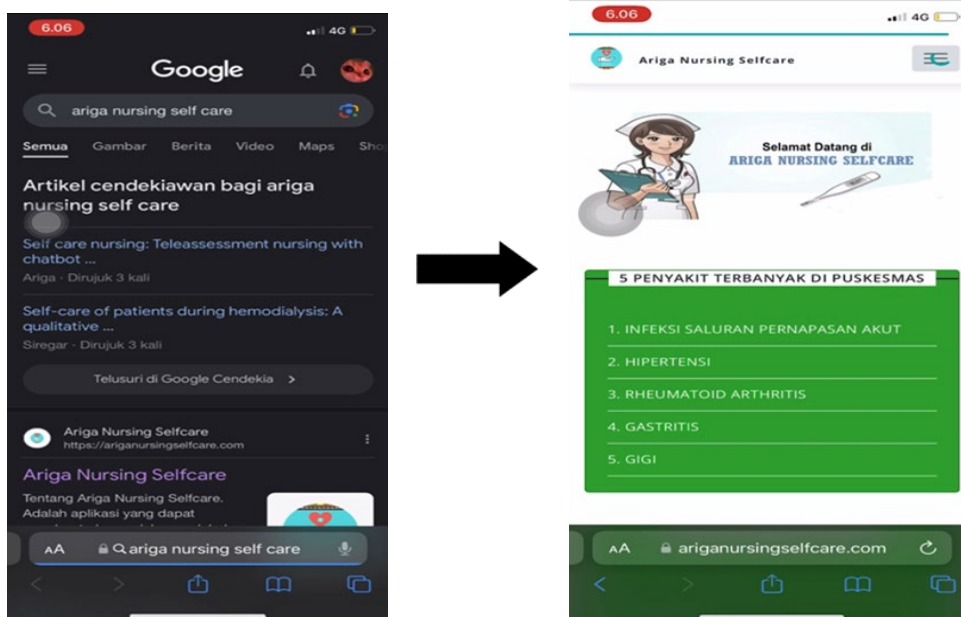 6.06
4G
Google
ariga nursing self care
Semua Gambar Berita Video Maps Sho
Artikel cendekiawan bagi ariga
nursing self care
Self care nursing: Teleassessment nursing with
chatbot ...
Ariga · Dirujuk 3 kali
Self-care of patients during hemodialysis: A
qualitative ...
Siregar · Dirujuk 3 kali
Telusuri di Google Cendekia >
Ariga Nursing Selfcare
https://ariganursingselfcare.com
Ariga Nursing Selfcare
Tentang Ariga Nursing Selfcare.
Adalah aplikasi yang dapat
AA ariga nursing self care
6.06
4G
Ariga Nursing Selfcare
Selamat Datang di
ARIGA NURSING SELFCARE
5 PENYAKIT TERBANYAK DI PUSKESMAS
1. INFEKSI SALURAN PERNAPASAN AKUT
2. HIPERTENSI
3. RHEUMATOID ARTHRITIS
4. GASTRITIS
5. GIGI
AA ariganursingselfcare.com